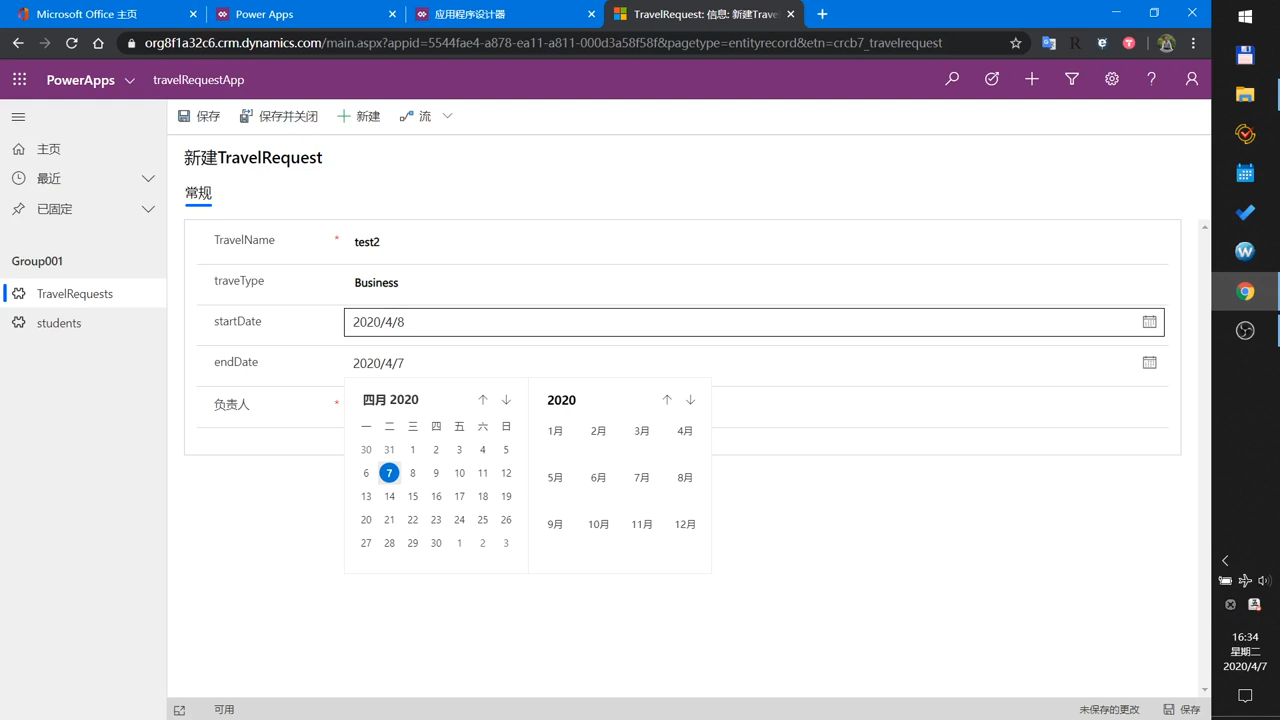 Microsoft Office 主页
Power Apps
应用程序设计器
TravelRequest: 信息: 新建Trave
org8f1a32c6.crm.dynamics.com/main.aspx?appid=5544fae4-a878-ea11-a811-000d3a58f58f&pagetype=entityrecord&etn=crcb7_travelrequest
PowerApps
travelRequestApp
保存
保存并关闭
新建
流
主页
最近
已固定
Group001
TravelRequests
students
新建TravelRequest
常规
TravelName * test2
traveType Business
startDate 2020/4/8
endDate 2020/4/7
负责人 *
四月 2020
一 二 三 四 五 六 日
30 31 1 2 3 4 5
6 7 8 9 10 11 12
13 14 15 16 17 18 19
20 21 22 23 24 25 26
27 28 29 30 1 2 3
2020
1月 2月 3月 4月
5月 6月 7月 8月
9月 10月 11月 12月
可用
未保存的更改
保存
16:34
星期二
2020/4/7